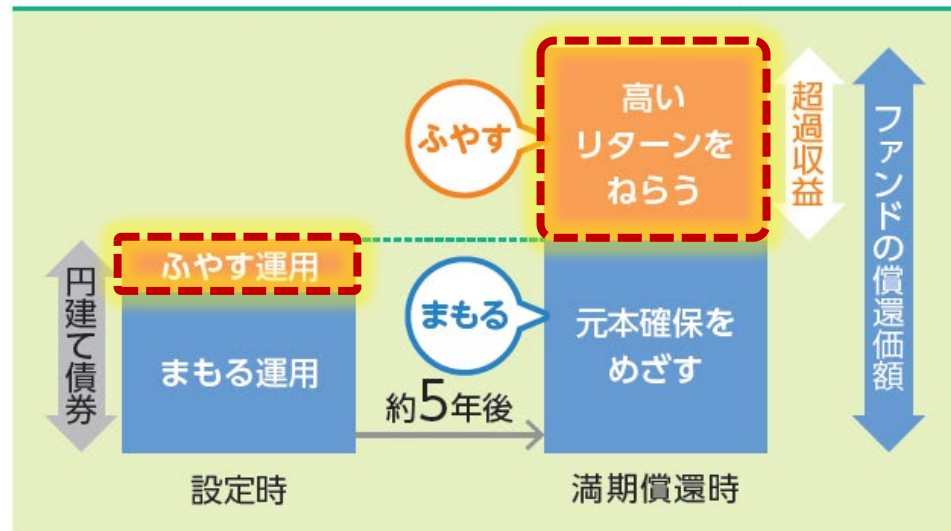 円建て債券
ふやす運用
まもる運用
設定時
約5年後
ふやす
まもる
高い
リターンを
ねらう
元本確保を
めざす
満期償還時
超過収益
ファンドの償還価額